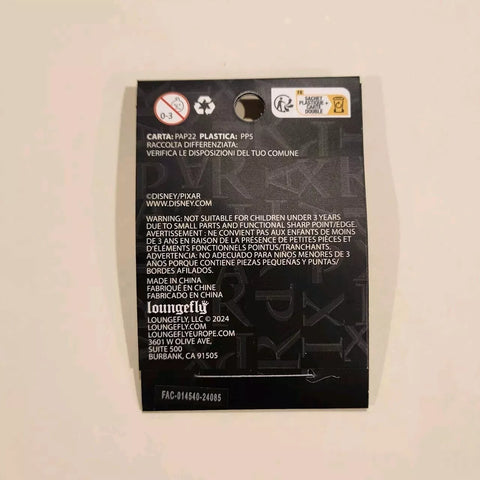 0-3
FR
SACHET
PLASTIQUE +
CARTE
DOUBLE
CARTA: PAP22 PLASTICA: PP5
RACCOLTA DIFFERENZIATA:
VERIFICA LE DISPOSIZIONI DEL TUO COMUNE
©DISNEY/PIXAR
WWW.DISNEY.COM
WARNING: NOT SUITABLE FOR CHILDREN UNDER 3 YEARS
DUE TO SMALL PARTS AND FUNCTIONAL SHARP POINT/EDGE.
AVERTISSEMENT : NE CONVIENT PAS AUX ENFANTS DE MOINS
DE 3 ANS EN RAISON DE LA PRÉSENCE DE PETITES PIÈCES ET
D'ÉLÉMENTS FONCTIONNELS POINTUS/TRANCHANTS.
ADVERTENCIA: NO ADECUADO PARA NIÑOS MENORES DE 3
AÑOS PORQUE CONTIENE PIEZAS PEQUEÑAS Y PUNTAS/
BORDES AFILADOS.
MADE IN CHINA
FABRIQUÉ EN CHINE
FABRICADO EN CHINA
loungefly
LOUNGEFLY, LLC © 2024
LOUNGEFLY.COM
LOUNGEFLYEUROPE.COM
3601 W OLIVE AVE,
SUITE 500
BURBANK, CA 91505
FAC-014540-24085